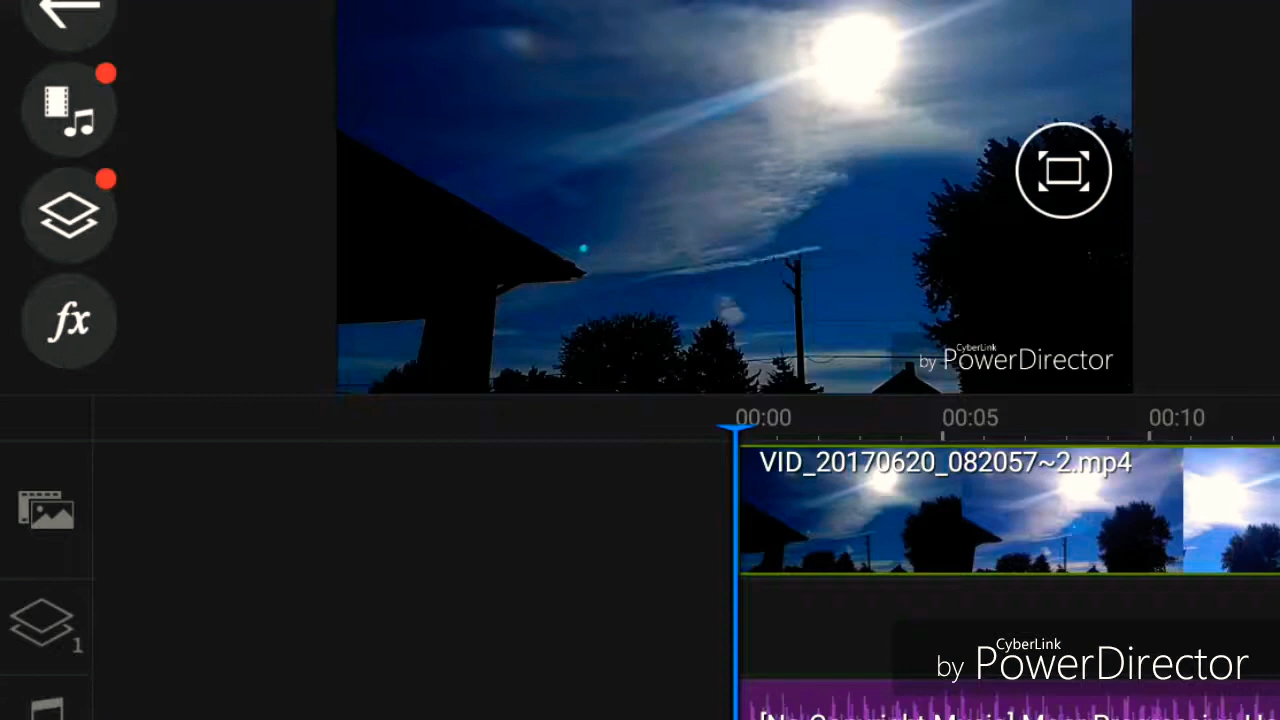 fx
CyberLink
by PowerDirector
00:00 00:05 00:10
VID_20170620_082057~2.mp4
1
CyberLink
by PowerDirector
[No Copyright Music]